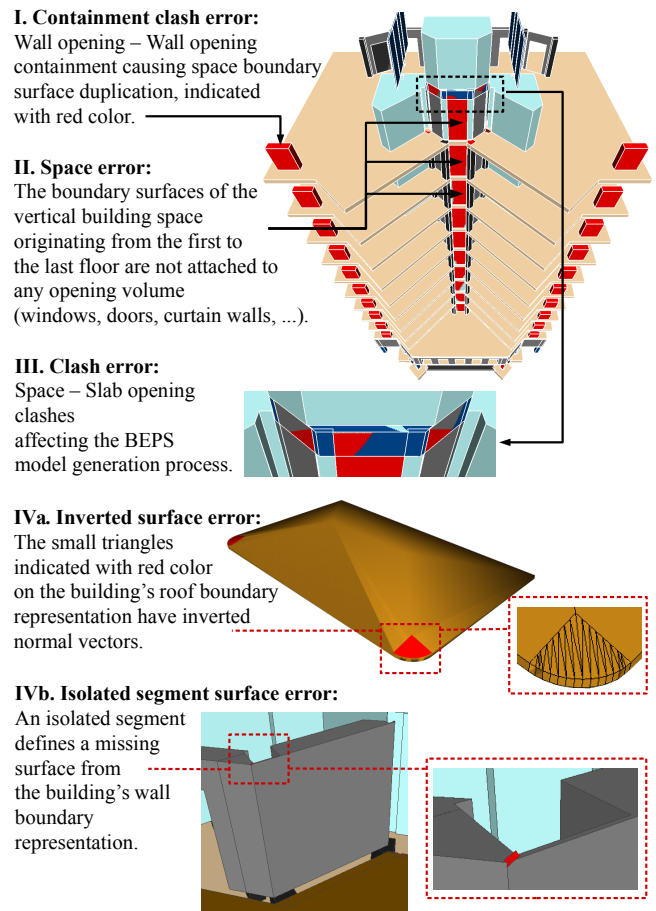 I. Containment clash error:
Wall opening – Wall opening
containment causing space boundary
surface duplication, indicated
with red color.
II. Space error:
The boundary surfaces of the
vertical building space
originating from the first to
the last floor are not attached to
any opening volume
(windows, doors, curtain walls, ...).
III. Clash error:
Space – Slab opening
clashes
affecting the BEPS
model generation process.
IVa. Inverted surface error:
The small triangles
indicated with red color
on the building's roof boundary
representation have inverted
normal vectors.
IVb. Isolated segment surface error:
An isolated segment
defines a missing
surface from
the building's wall
boundary
representation.